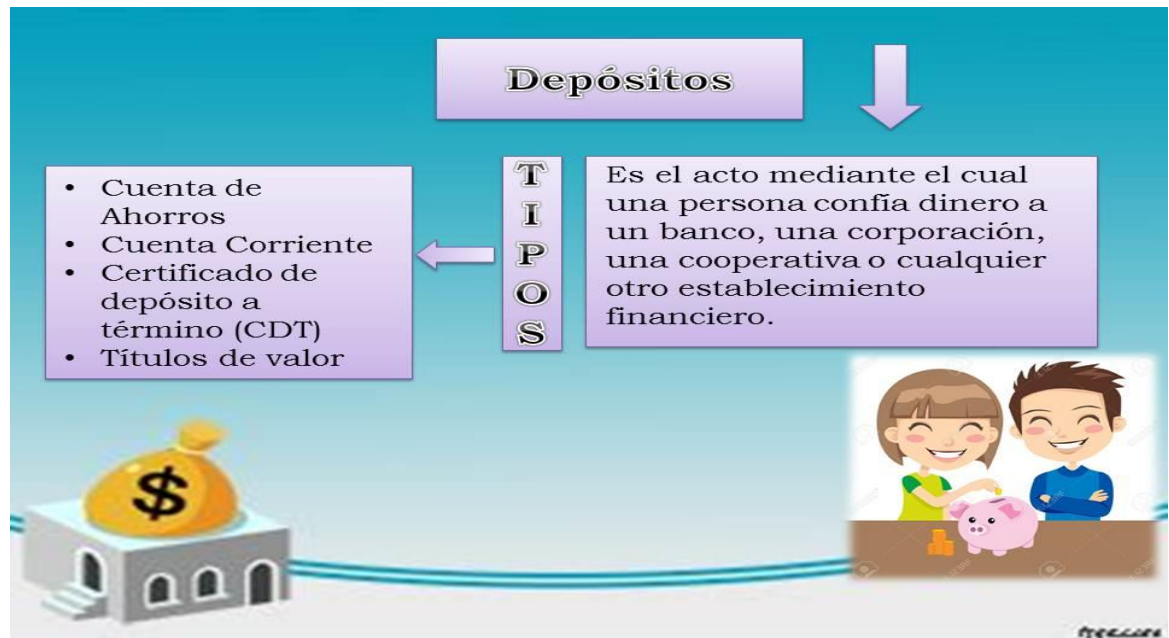 Depósitos
• Cuenta de
Ahorros
• Cuenta Corriente
• Certificado de
depósito a
término (CDT)
• Títulos de valor
T
I
P
O
S
Es el acto mediante el cual
una persona confía dinero a
un banco, una corporación,
una cooperativa o cualquier
otro establecimiento
financiero.
$